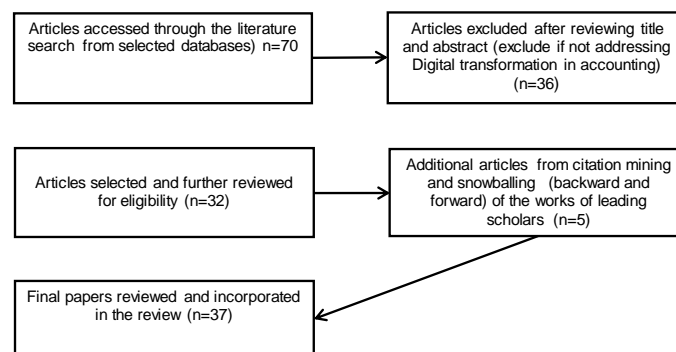 Articles accessed through the literature
search from selected databases) n=70
Articles excluded after reviewing title
and abstract (exclude if not addressing
Digital transformation in accounting)
(n=36)
Articles selected and further reviewed
for eligibility (n=32)
Additional articles from citation mining
and snowballing (backward and
forward) of the works of leading
scholars (n=5)
Final papers reviewed and incorporated
in the review (n=37)